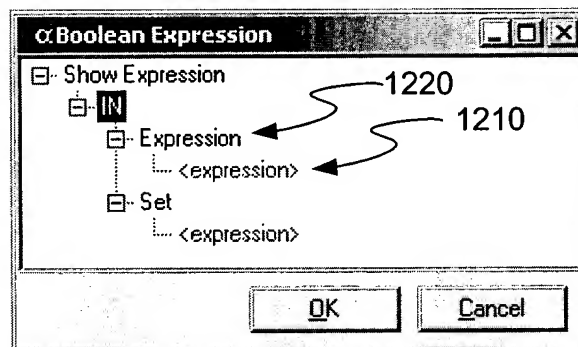 αBoolean Expression
Show Expression
IN
Expression
<expression>
Set
<expression>
1220
1210
OK
Cancel